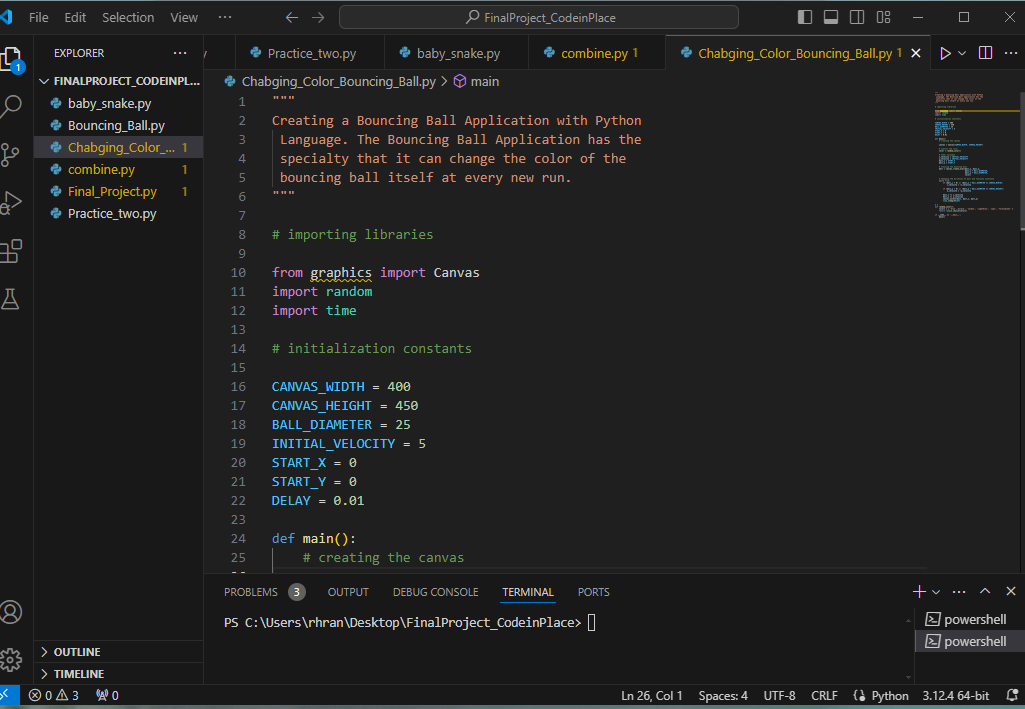 File Edit Selection View ··· FinalProject_CodeinPlace
EXPLORER ···
FINALPROJECT_CODEINPL...
baby_snake.py
Bouncing_Ball.py
Chabging_Color_... 1
combine.py 1
Final_Project.py 1
Practice_two.py
OUTLINE
TIMELINE
y Practice_two.py baby_snake.py combine.py 1 Chabging_Color_Bouncing_Ball.py 1
Chabging_Color_Bouncing_Ball.py > main
1 """
2 Creating a Bouncing Ball Application with Python
3 Language. The Bouncing Ball Application has the
4 specialty that it can change the color of the
5 bouncing ball itself at every new run.
6 """
7
8 # importing libraries
9
10 from graphics import Canvas
11 import random
12 import time
13
14 # initialization constants
15
16 CANVAS_WIDTH = 400
17 CANVAS_HEIGHT = 450
18 BALL_DIAMETER = 25
19 INITIAL_VELOCITY = 5
20 START_X = 0
21 START_Y = 0
22 DELAY = 0.01
23
24 def main():
25 # creating the canvas
PROBLEMS 3 OUTPUT DEBUG CONSOLE TERMINAL PORTS
PS C:\Users\rhran\Desktop\FinalProject_CodeinPlace>
powershell
powershell
1
0 3 0 Ln 26, Col 1 Spaces: 4 UTF-8 CRLF Python 3.12.4 64-bit